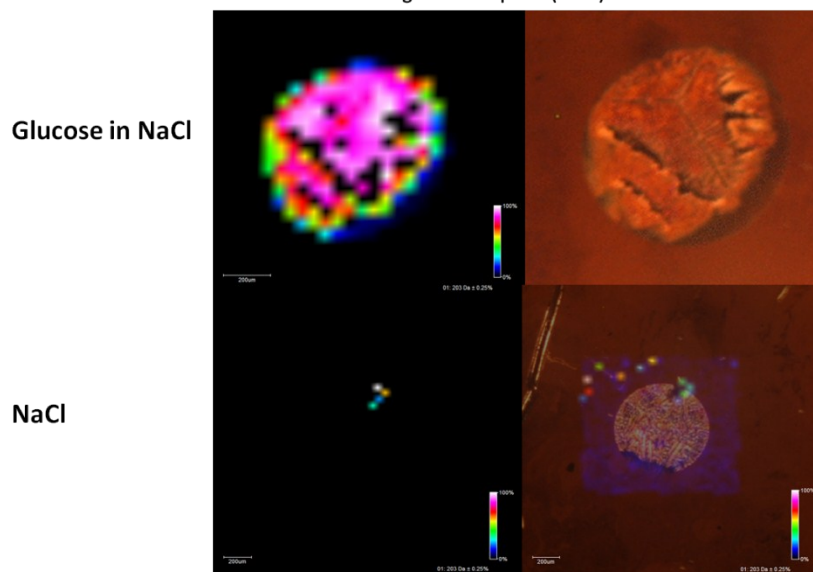 Glucose in NaCl
100%
0%
200um
01: 203 Da ± 0.25%
NaCl
100%
0%
200um
01: 203 Da ± 0.25%
100%
0%
200um
01: 203 Da ± 0.25%